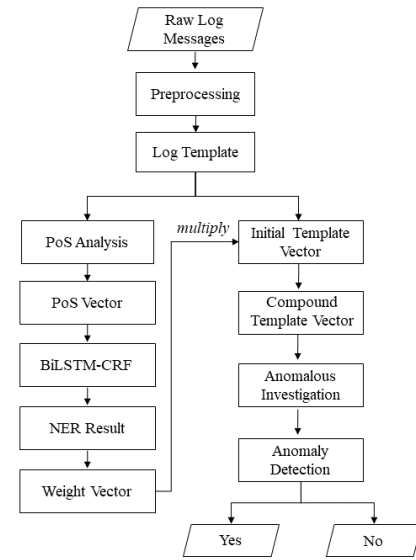 Raw Log
Messages
Preprocessing
Log Template
PoS Analysis
PoS Vector
BiLSTM-CRF
NER Result
Weight Vector
multiply
Initial Template
Vector
Compound
Template Vector
Anomalous
Investigation
Anomaly
Detection
Yes
No